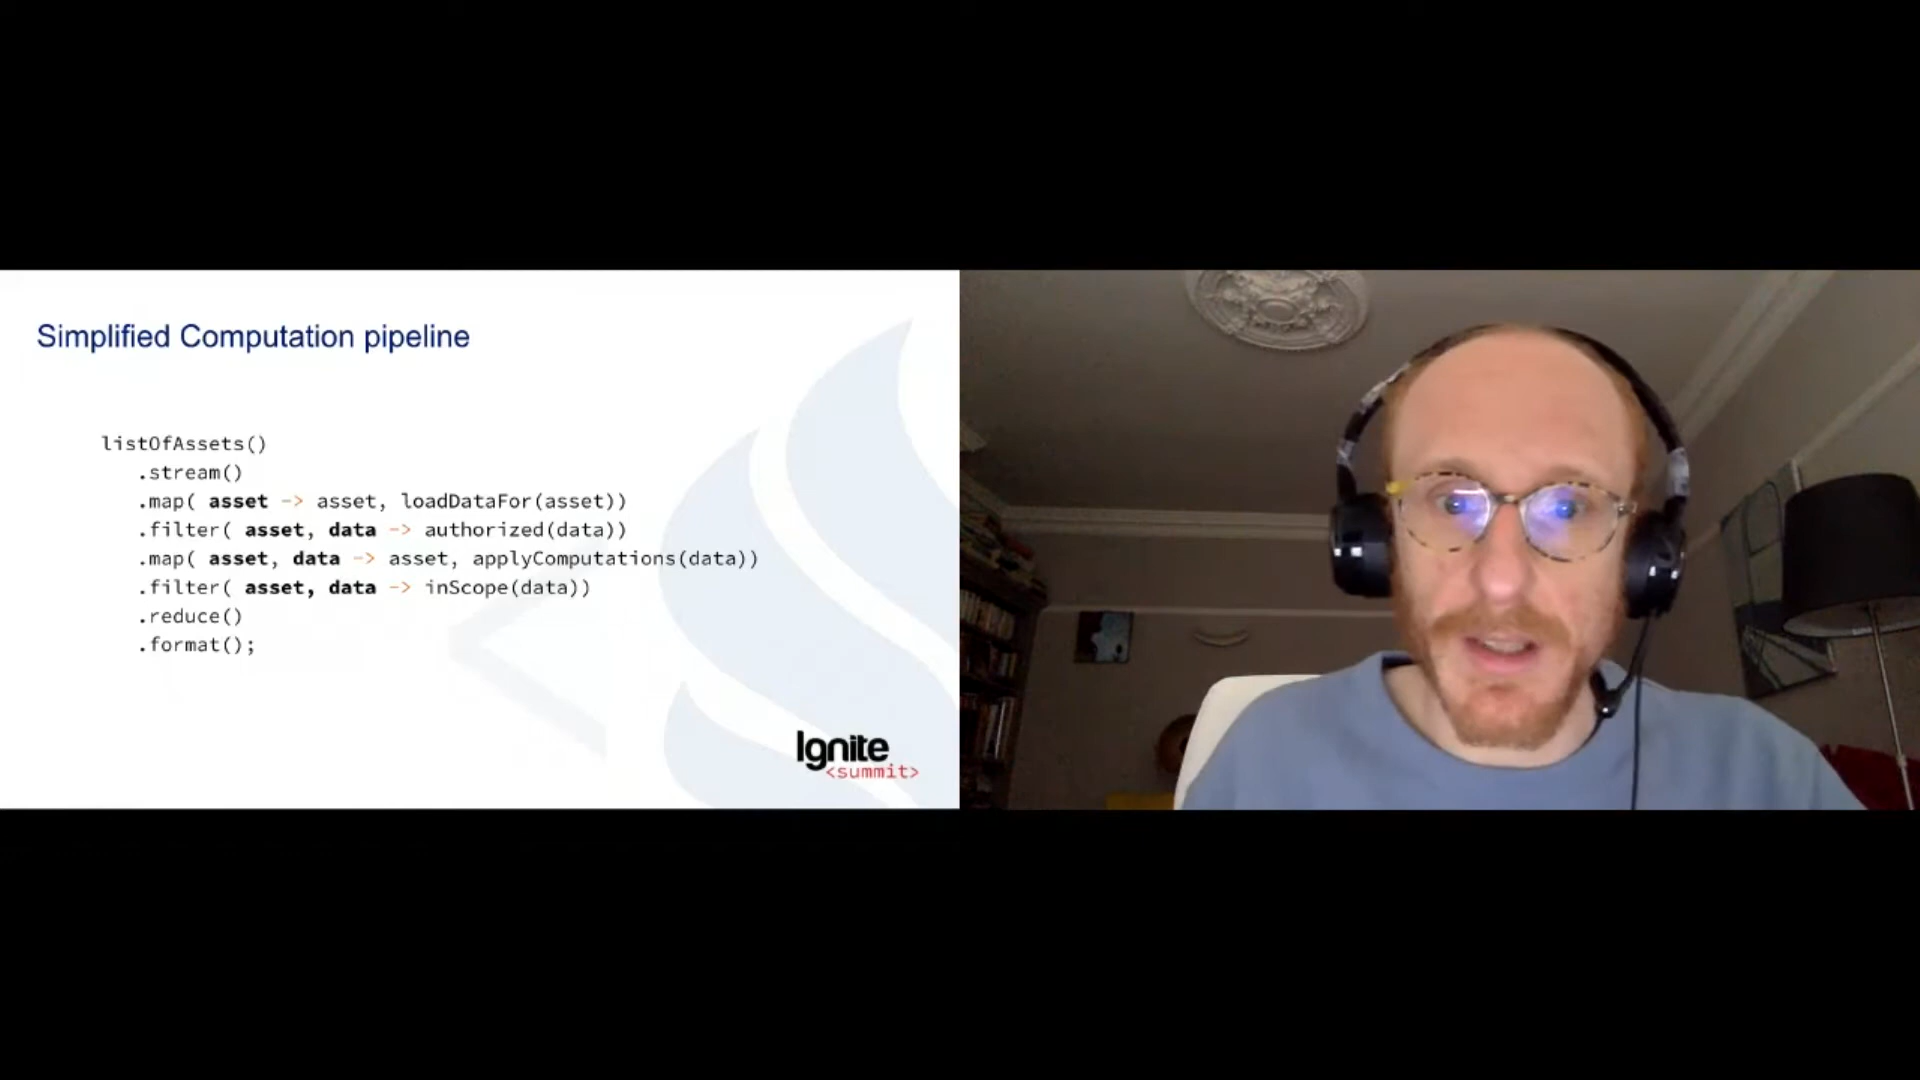 Simplified Computation pipeline
listOfAssets()
.stream()
.map( asset -> asset, loadDataFor(asset))
.filter( asset, data -> authorized(data))
.map( asset, data -> asset, applyComputations(data))
.filter( asset, data -> inScope(data))
.reduce()
.format();
Ignite
<summit>